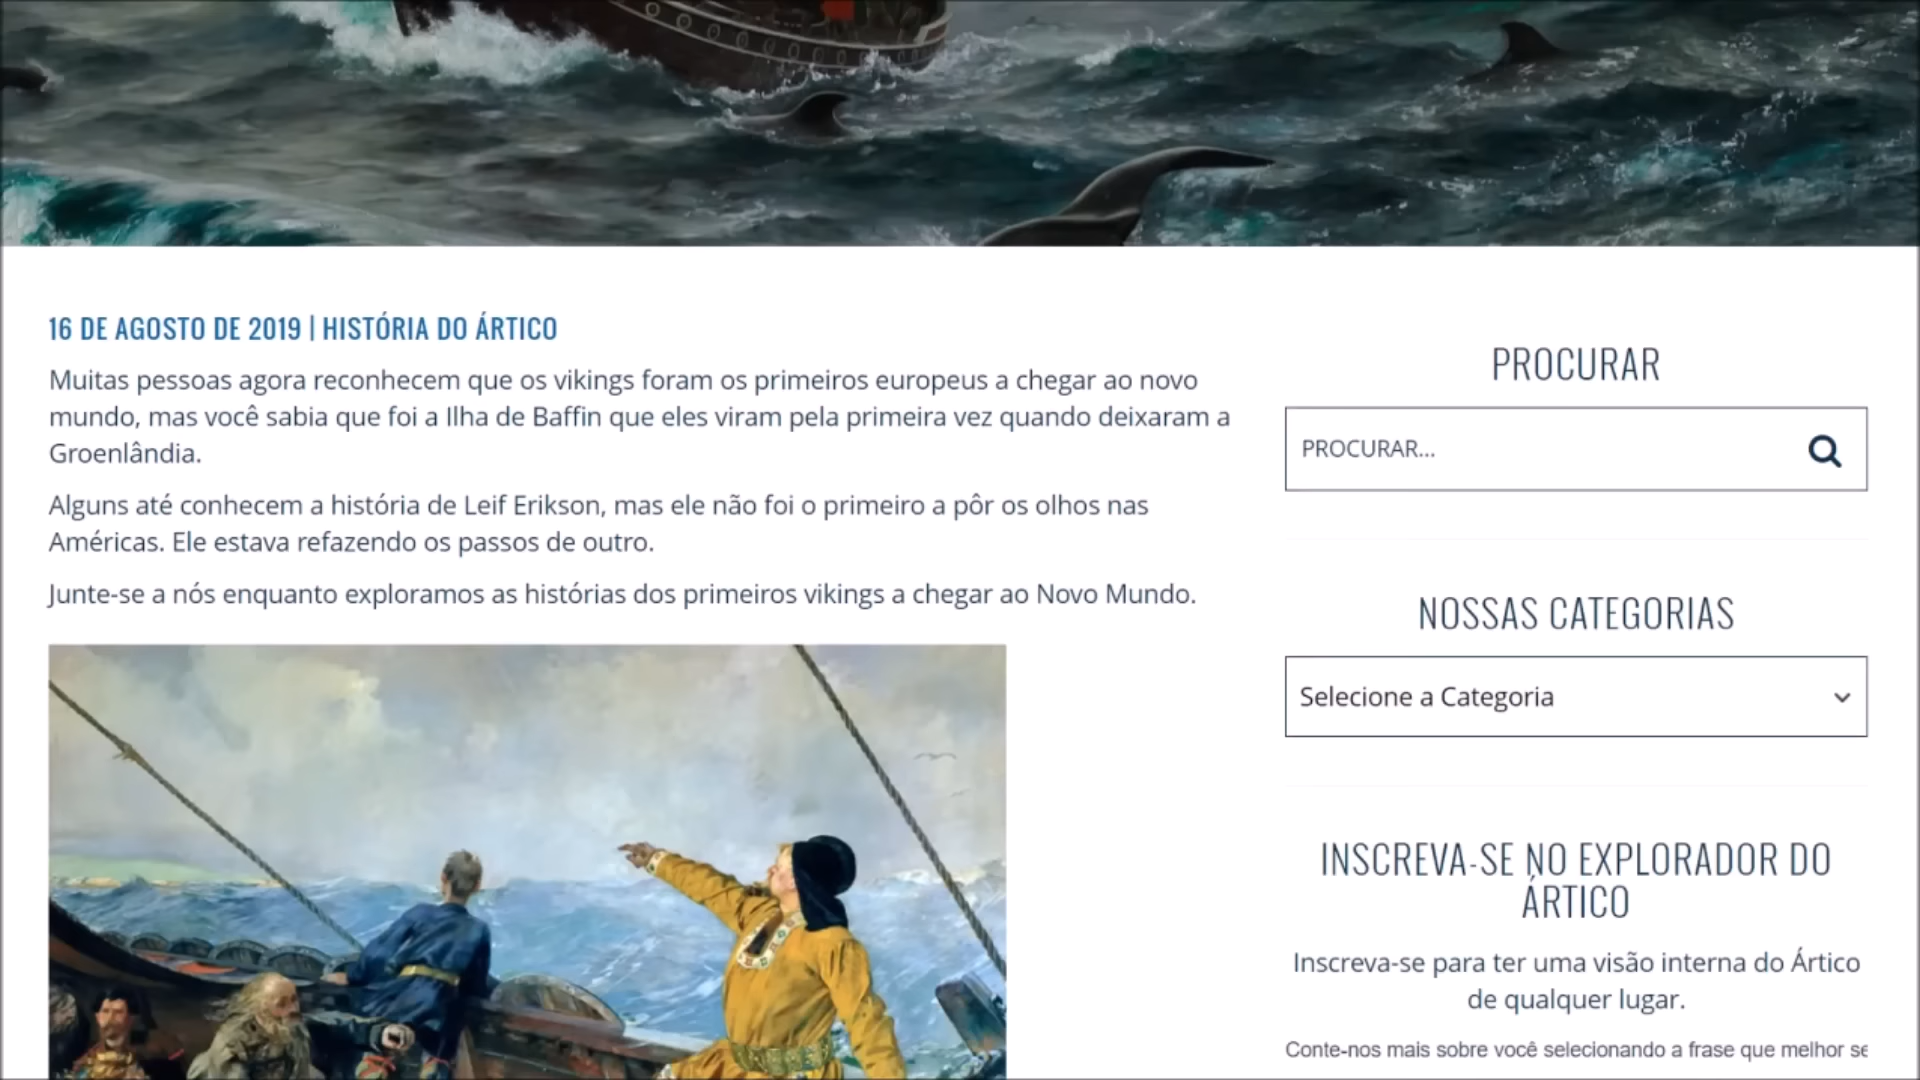 16 DE AGOSTO DE 2019 | HISTÓRIA DO ÁRTICO
Muitas pessoas agora reconhecem que os vikings foram os primeiros europeus a chegar ao novo
mundo, mas você sabia que foi a Ilha de Baffin que eles viram pela primeira vez quando deixaram a
Groenlândia.
Alguns até conhecem a história de Leif Erikson, mas ele não foi o primeiro a pôr os olhos nas
Américas. Ele estava refazendo os passos de outro.
Junte-se a nós enquanto exploramos as histórias dos primeiros vikings a chegar ao Novo Mundo.
PROCURAR
PROCURAR...
NOSSAS CATEGORIAS
Selecione a Categoria
INSCREVA-SE NO EXPLORADOR DO
ÁRTICO
Inscreva-se para ter uma visão interna do Ártico
de qualquer lugar.
Conte-nos mais sobre você selecionando a frase que melhor se